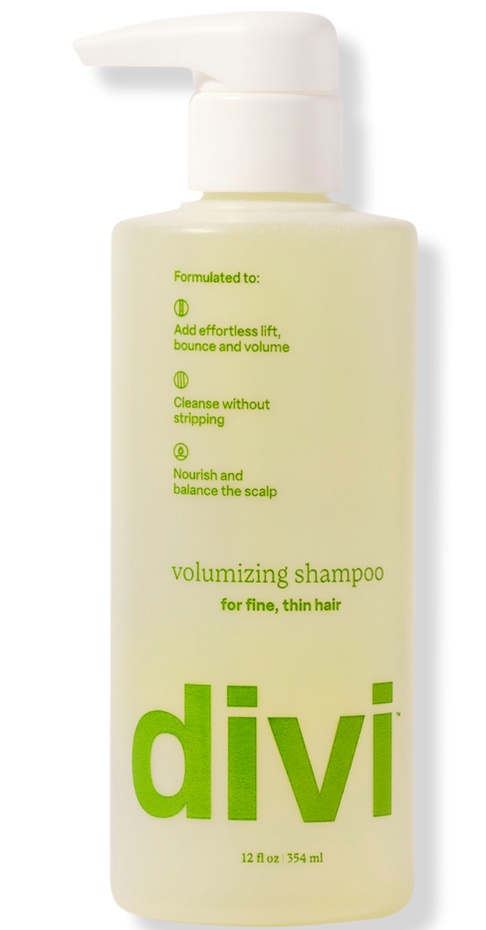 Formulated to:
Add effortless lift,
bounce and volume
Cleanse without
stripping
Nourish and
balance the scalp
volumizing shampoo
for fine, thin hair
divi™
12 fl oz | 354 ml